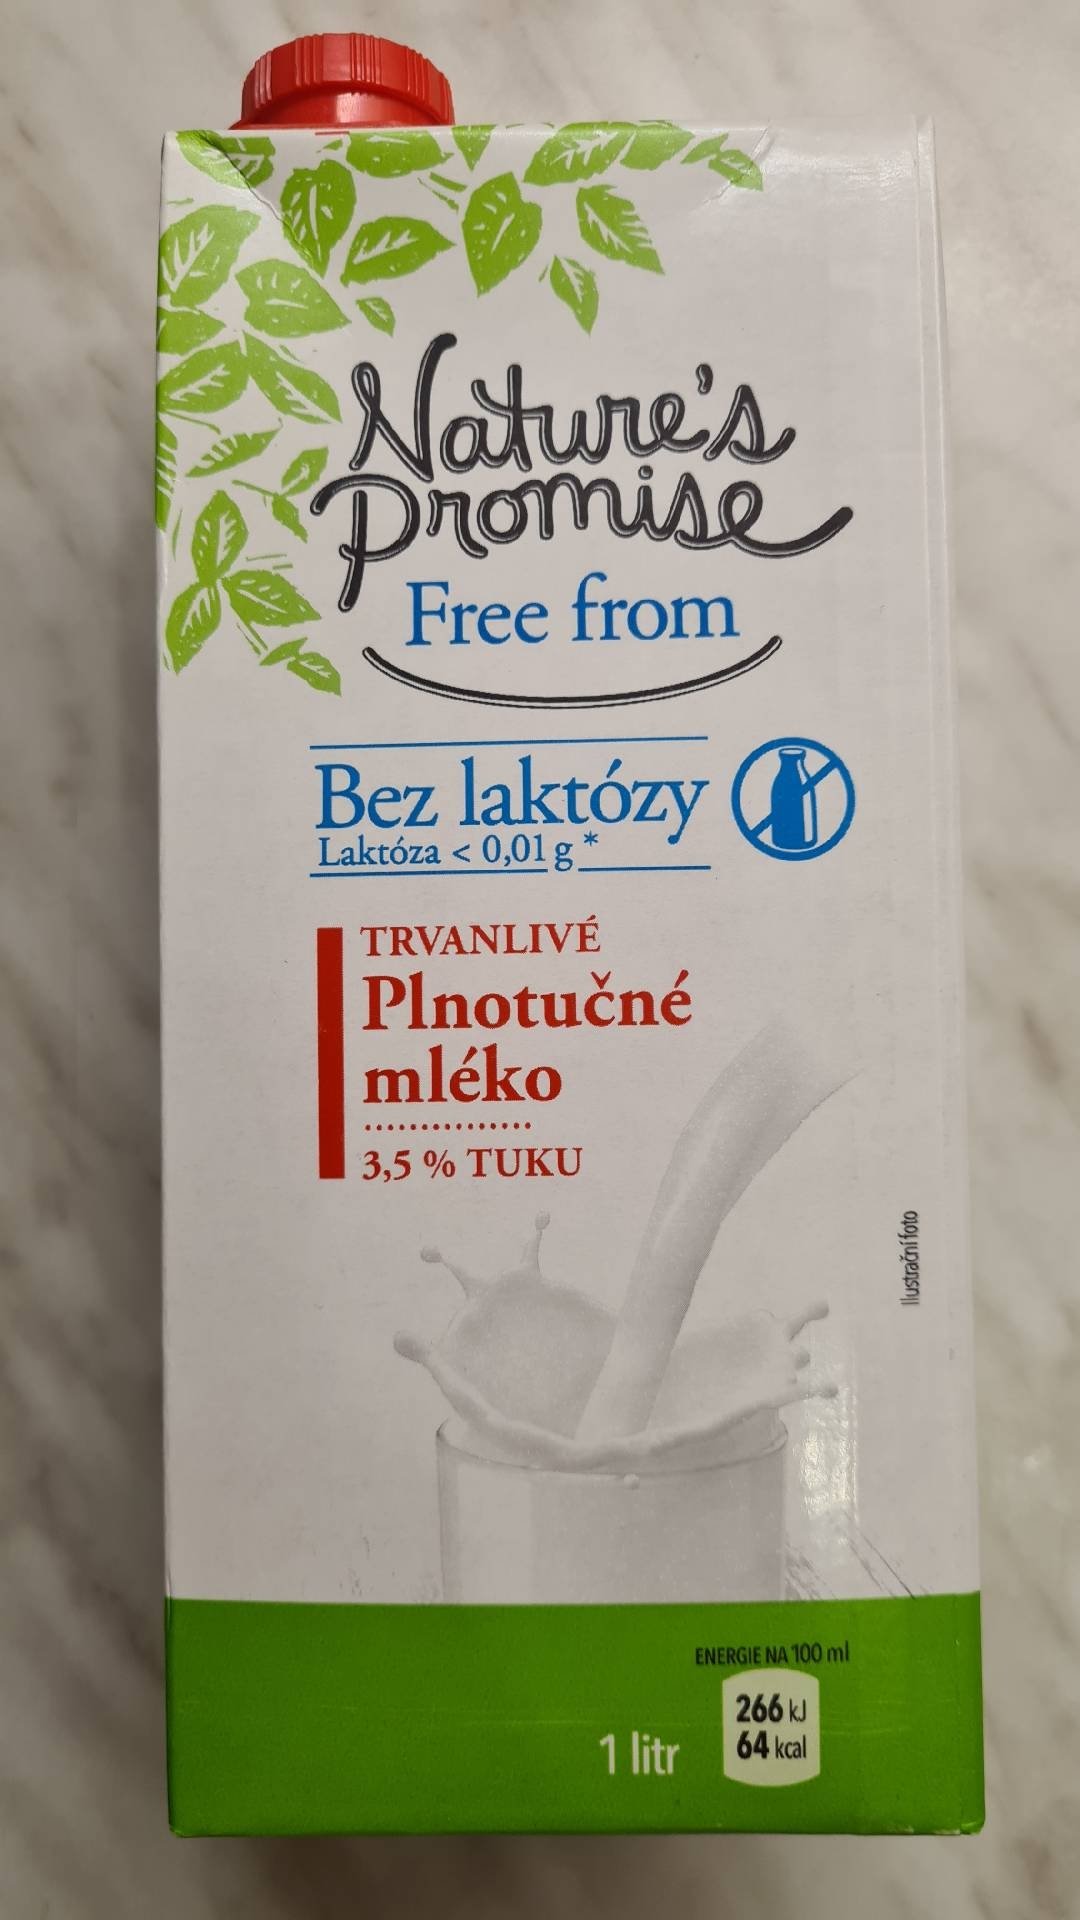 Nature's
Promise
Free from
Bez laktózy
Laktóza < 0,01 g *
TRVANLIVÉ
Plnotučné
mléko
3,5 % TUKU
Ilustrační foto
ENERGIE NA 100 ml
266 kJ
64 kcal
1 litr